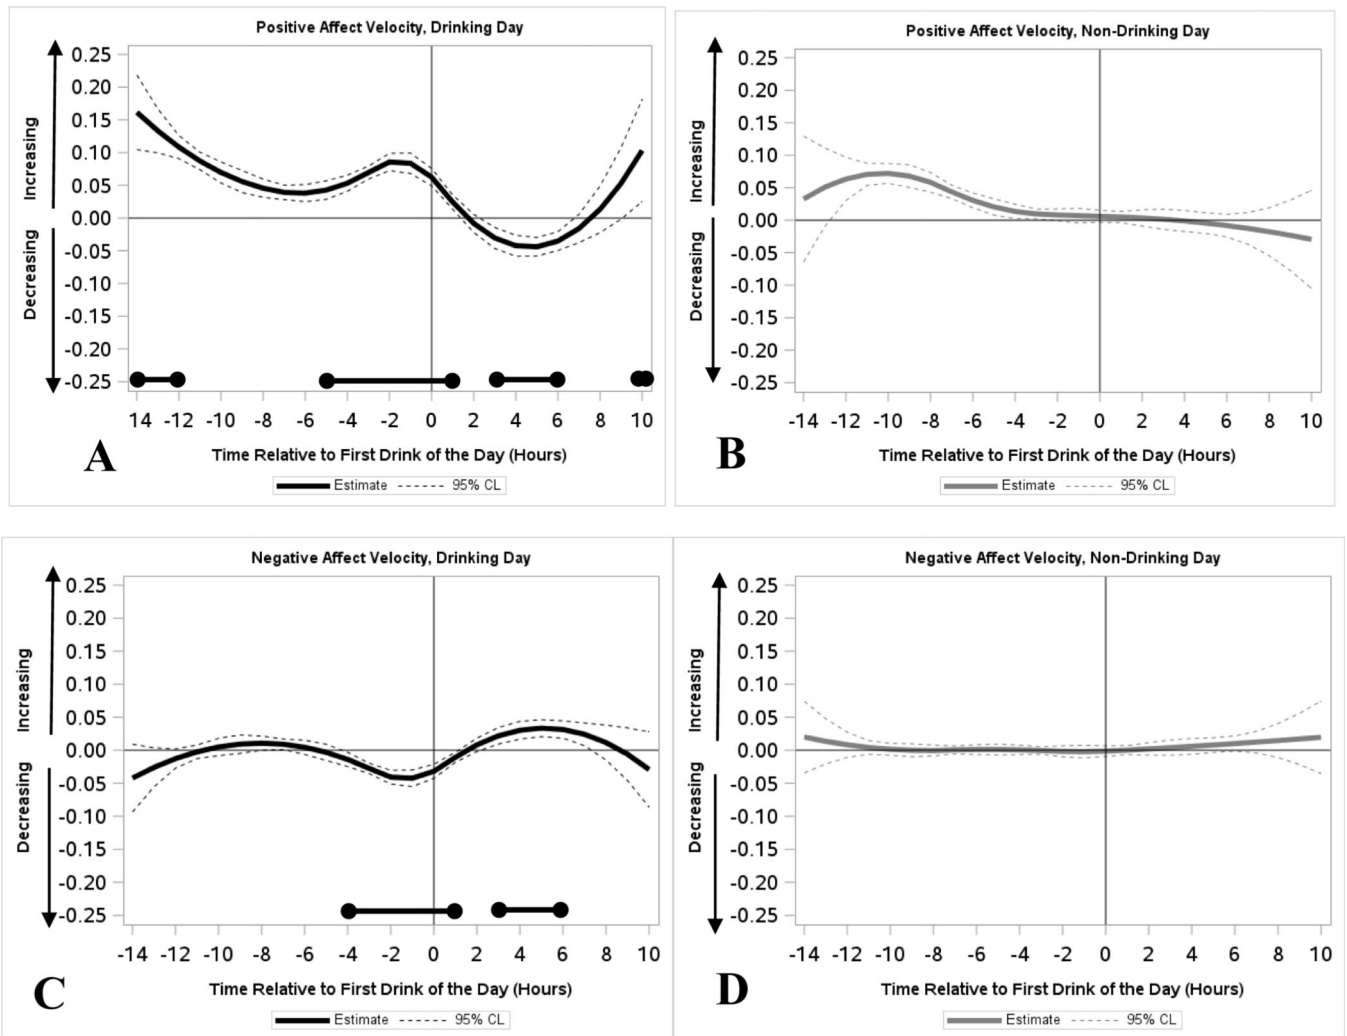 Positive Affect Velocity, Drinking Day
Increasing
Decreasing
0.25
0.20
0.15
0.10
0.05
0.00
-0.05
-0.10
-0.15
-0.20
-0.25
14 -12 -10 -8 -6 -4 -2 0 2 4 6 8 10
A
Time Relative to First Drink of the Day (Hours)
Estimate 95% CL
Positive Affect Velocity, Non-Drinking Day
Increasing
Decreasing
0.25
0.20
0.15
0.10
0.05
0.00
-0.05
-0.10
-0.15
-0.20
-0.25
-14 -12 -10 -8 -6 -4 -2 0 2 4 6 8 10
B
Time Relative to First Drink of the Day (Hours)
Estimate 95% CL
Negative Affect Velocity, Drinking Day
Increasing
Decreasing
0.25
0.20
0.15
0.10
0.05
0.00
-0.05
-0.10
-0.15
-0.20
-0.25
-14 -12 -10 -8 -6 -4 -2 0 2 4 6 8 10
C
Time Relative to First Drink of the Day (Hours)
Estimate 95% CL
Negative Affect Velocity, Non-Drinking Day
Increasing
Decreasing
0.25
0.20
0.15
0.10
0.05
0.00
-0.05
-0.10
-0.15
-0.20
-0.25
-14 -12 -10 -8 -6 -4 -2 0 2 4 6 8 10
D
Time Relative to First Drink of the Day (Hours)
Estimate 95% CL